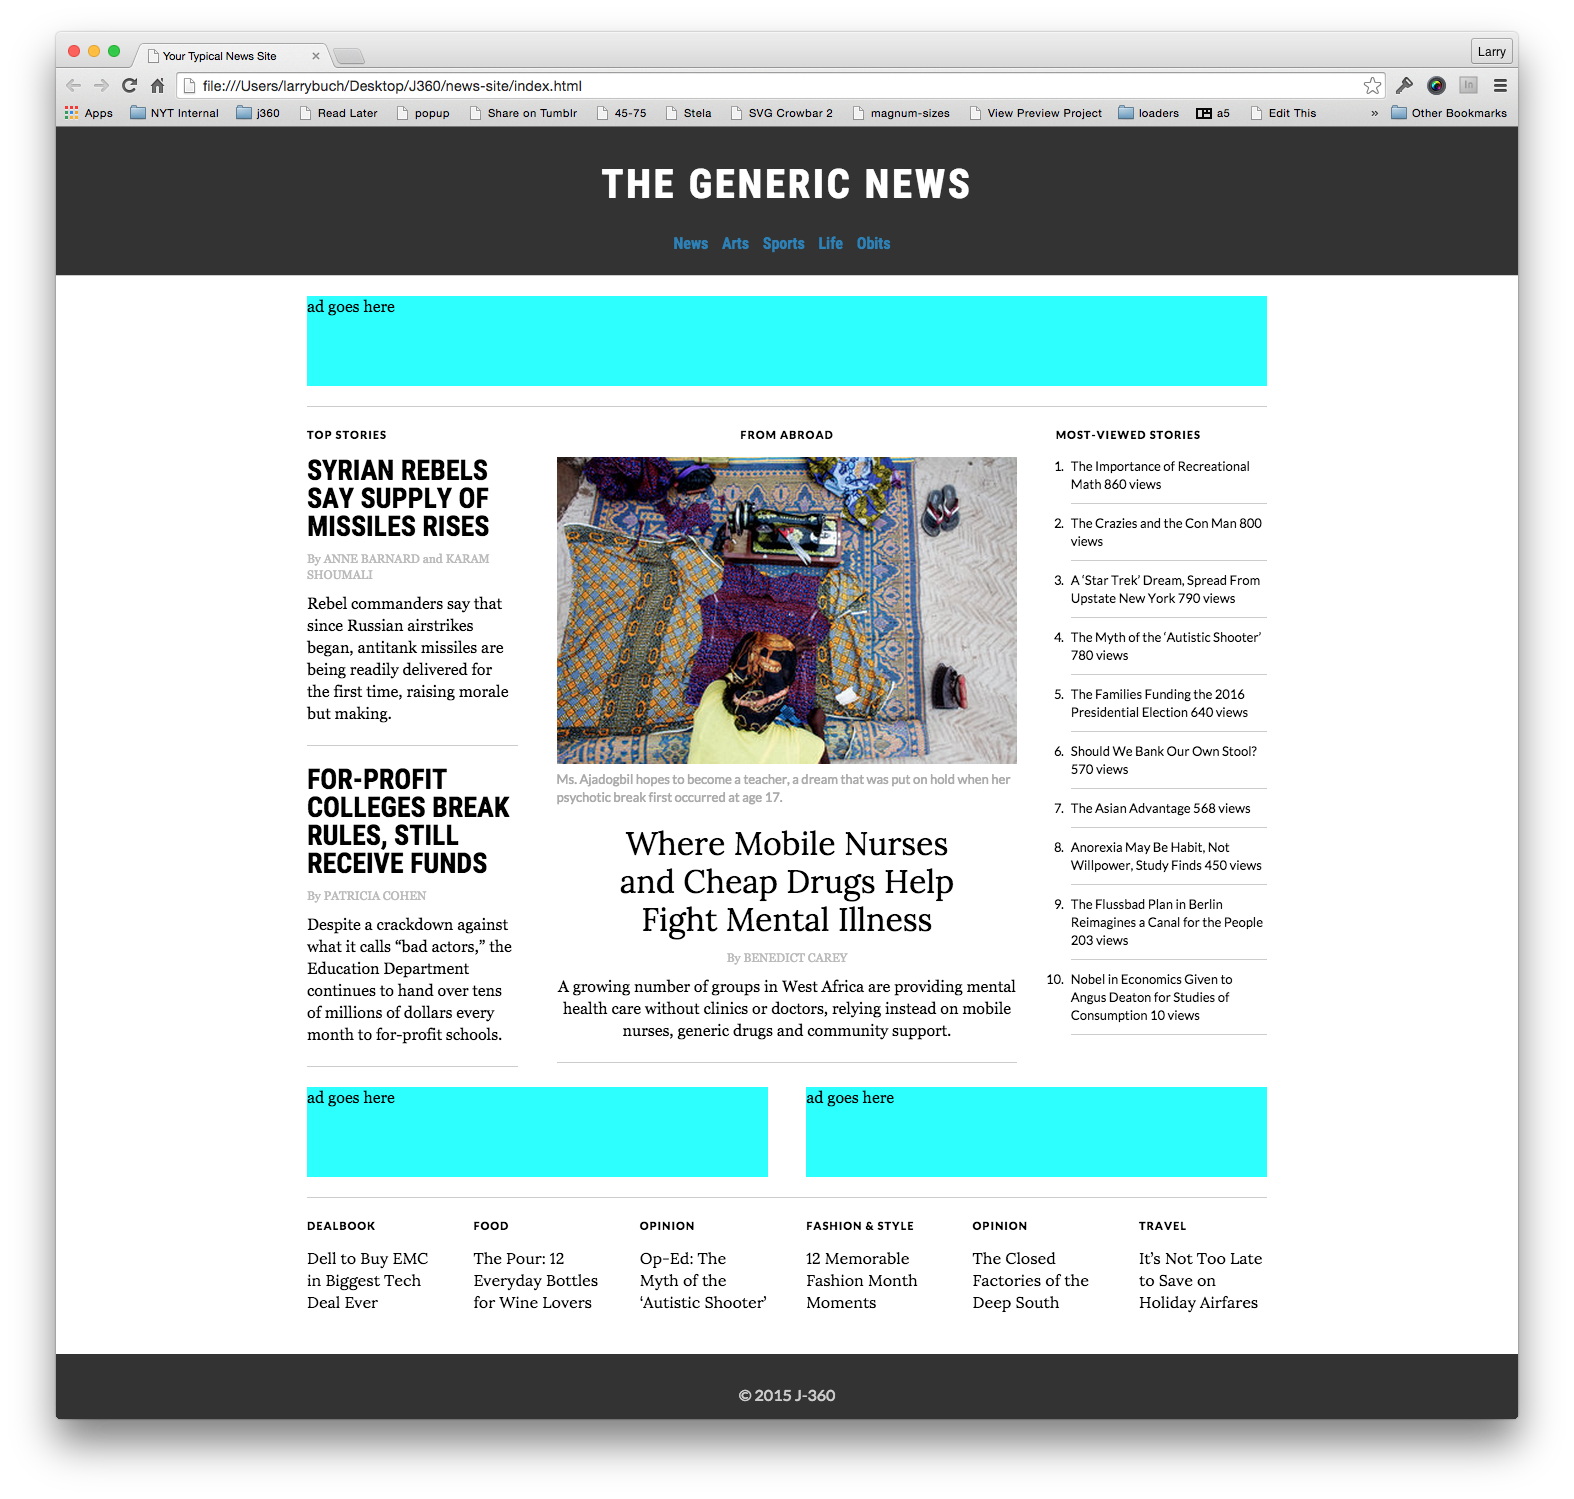 Your Typical News Site
Larry
file:///Users/larrybuch/Desktop/J360/news-site/index.html
In
Apps NYT Internal j360 Read Later popup Share on Tumblr 45-75 Stela SVG Crowbar 2 magnum-sizes View Preview Project loaders a5 Edit This » Other Bookmarks
THE GENERIC NEWS
News Arts Sports Life Obits
ad goes here
TOP STORIES
SYRIAN REBELS
SAY SUPPLY OF
MISSILES RISES
By ANNE BARNARD and KARAM
SHOUMALI
Rebel commanders say that
since Russian airstrikes
began, antitank missiles are
being readily delivered for
the first time, raising morale
but making.
FOR-PROFIT
COLLEGES BREAK
RULES, STILL
RECEIVE FUNDS
By PATRICIA COHEN
Despite a crackdown against
what it calls “bad actors,” the
Education Department
continues to hand over tens
of millions of dollars every
month to for-profit schools.
FROM ABROAD
Ms. Ajadogbil hopes to become a teacher, a dream that was put on hold when her
psychotic break first occurred at age 17.
Where Mobile Nurses
and Cheap Drugs Help
Fight Mental Illness
By BENEDICT CAREY
A growing number of groups in West Africa are providing mental
health care without clinics or doctors, relying instead on mobile
nurses, generic drugs and community support.
MOST-VIEWED STORIES
1. The Importance of Recreational
Math 860 views
2. The Crazies and the Con Man 800
views
3. A ‘Star Trek’ Dream, Spread From
Upstate New York 790 views
4. The Myth of the ‘Autistic Shooter’
780 views
5. The Families Funding the 2016
Presidential Election 640 views
6. Should We Bank Our Own Stool?
570 views
7. The Asian Advantage 568 views
8. Anorexia May Be Habit, Not
Willpower, Study Finds 450 views
9. The Flussbad Plan in Berlin
Reimagines a Canal for the People
203 views
10. Nobel in Economics Given to
Angus Deaton for Studies of
Consumption 10 views
ad goes here
ad goes here
DEALBOOK
Dell to Buy EMC
in Biggest Tech
Deal Ever
FOOD
The Pour: 12
Everyday Bottles
for Wine Lovers
OPINION
Op-Ed: The
Myth of the
‘Autistic Shooter’
FASHION & STYLE
12 Memorable
Fashion Month
Moments
OPINION
The Closed
Factories of the
Deep South
TRAVEL
It’s Not Too Late
to Save on
Holiday Airfares
© 2015 J-360